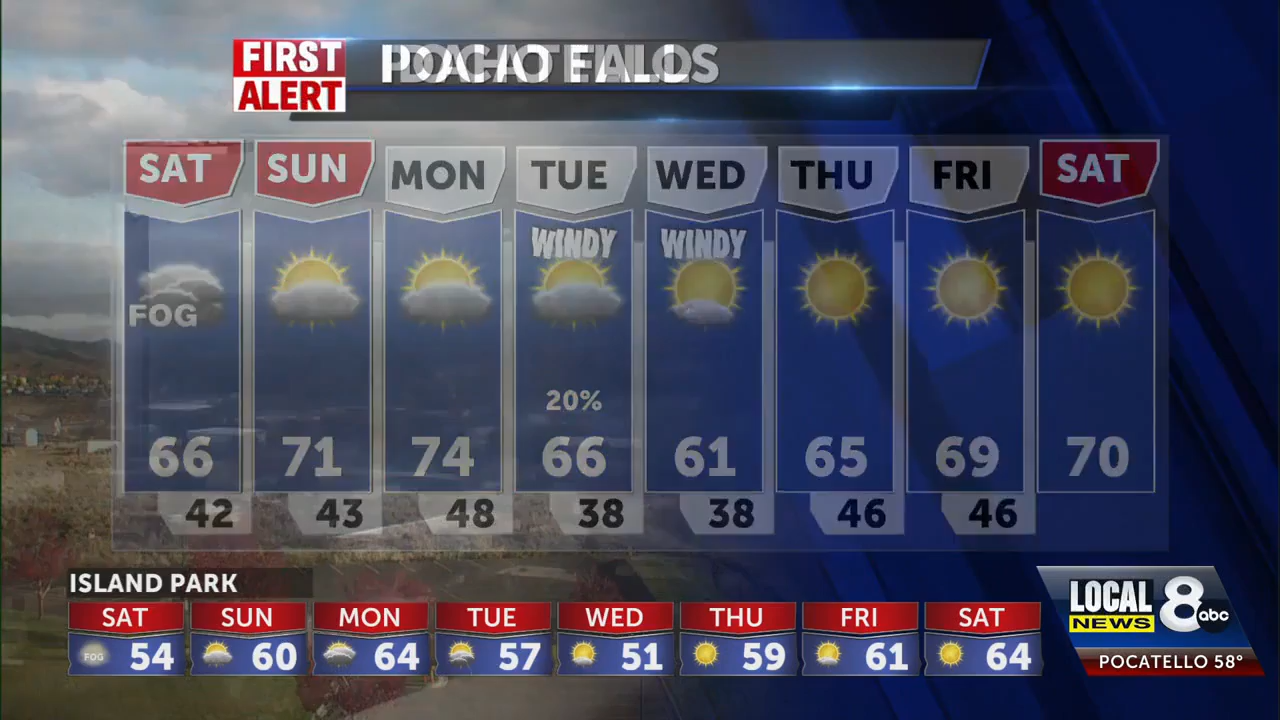 FIRST
ALERT
SAT SUN MON TUE WED THU FRI SAT
WINDY WINDY
FOG
20%
66 71 74 66 61 65 69 70
42 43 48 38 38 46 46
ISLAND PARK
SAT SUN MON TUE WED THU FRI SAT
FOG 54 60 64 57 51 59 61 64
LOCAL
NEWS 8 abc
POCATELLO 58°